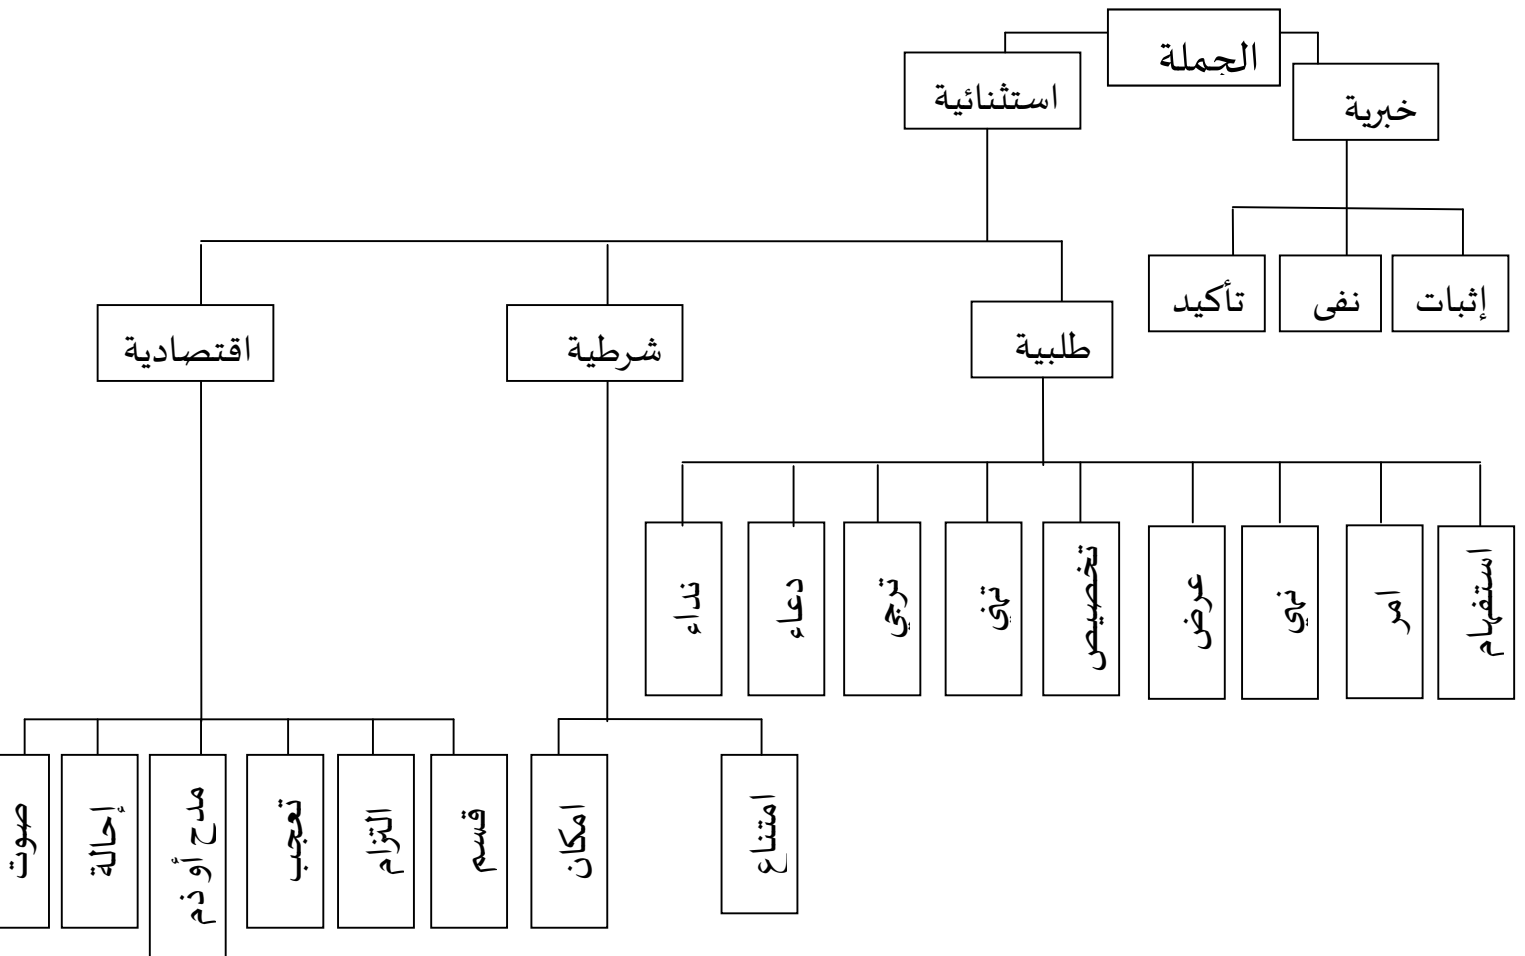 الجملة
خبرية
استثنائية
إثبات
نفى
تأكيد
طلبية
شرطية
اقتصادية
استفهام
امر
نهي
عرض
تخصيص
ترجي
دعاء
نداء
امتناع
امكان
قسم
التزام
تعجب
مدح أو ذم
إحالة
صوت